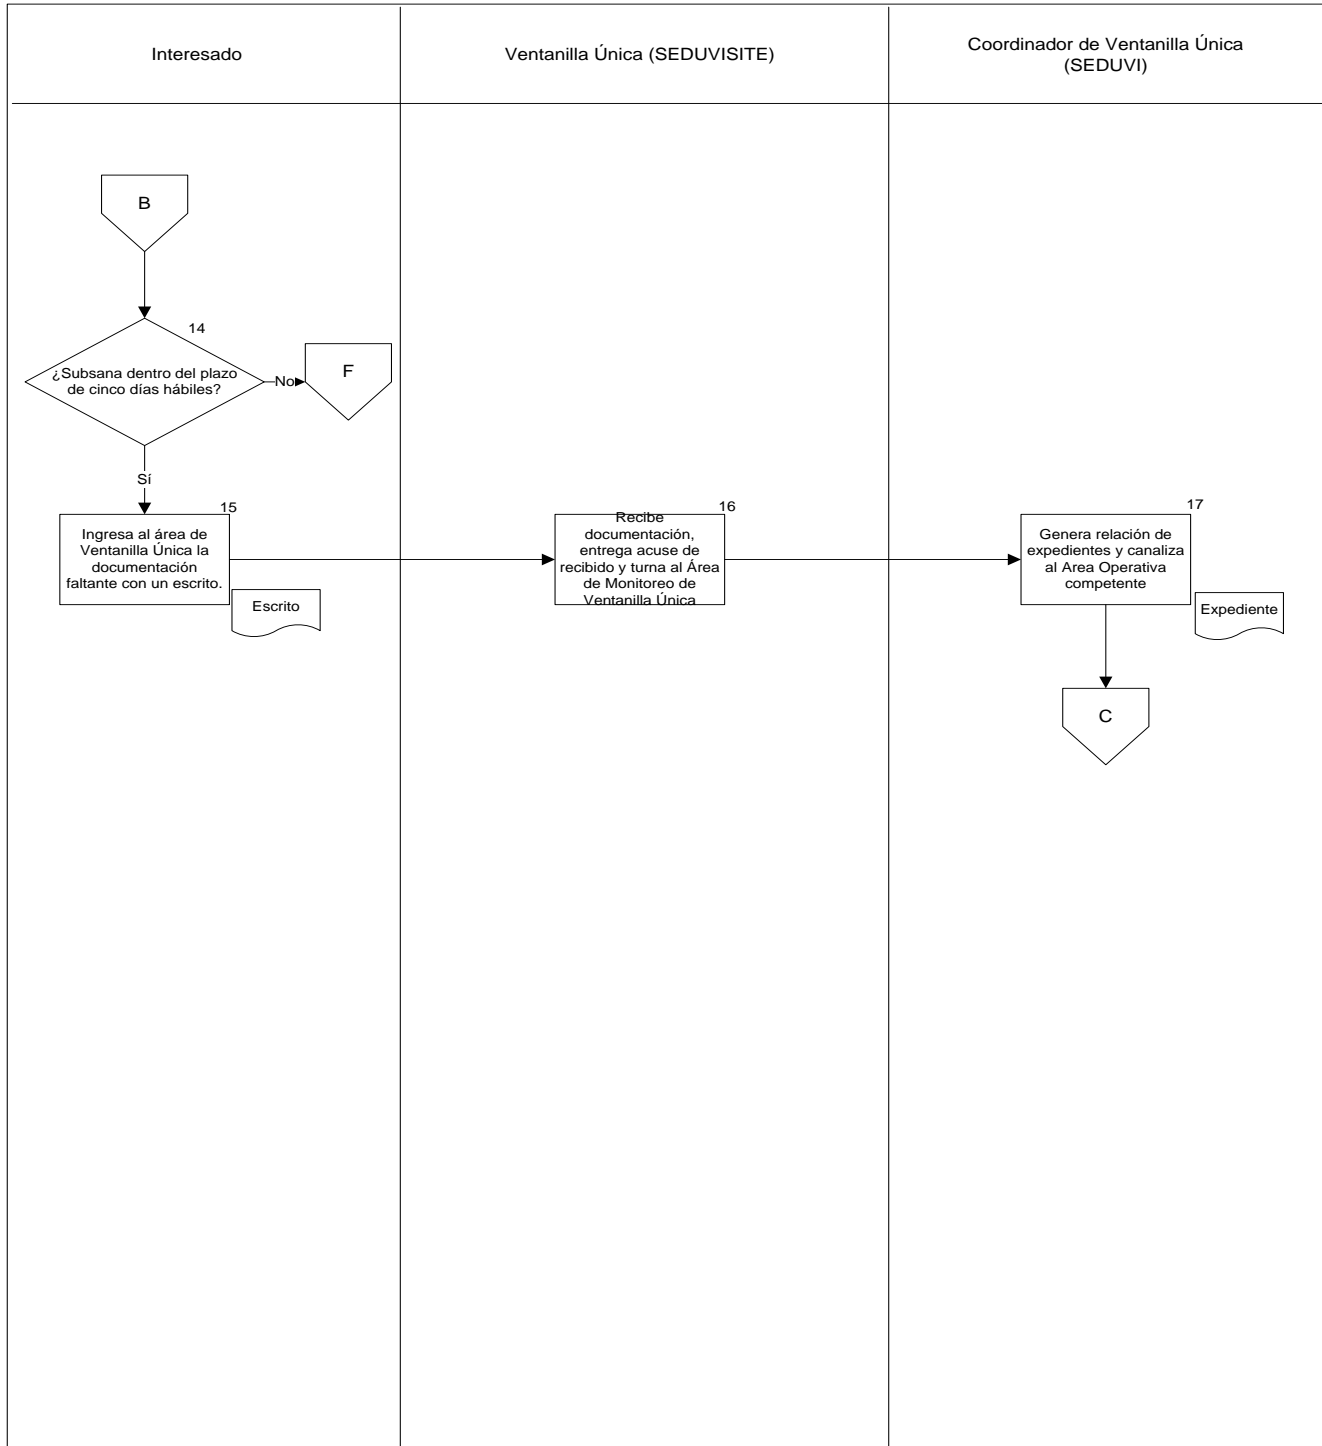 Interesado
Ventanilla Única (SEDUVISITE)
Coordinador de Ventanilla Única
(SEDUVI)
B
14
¿Subsana dentro del plazo
de cinco días hábiles?
No
F
Sí
15
Ingresa al área de
Ventanilla Única la
documentación
faltante con un escrito.
Escrito
16
Recibe
documentación,
entrega acuse de
recibido y turna al Área
de Monitoreo de
Ventanilla Única
17
Genera relación de
expedientes y canaliza
al Area Operativa
competente
Expediente
C